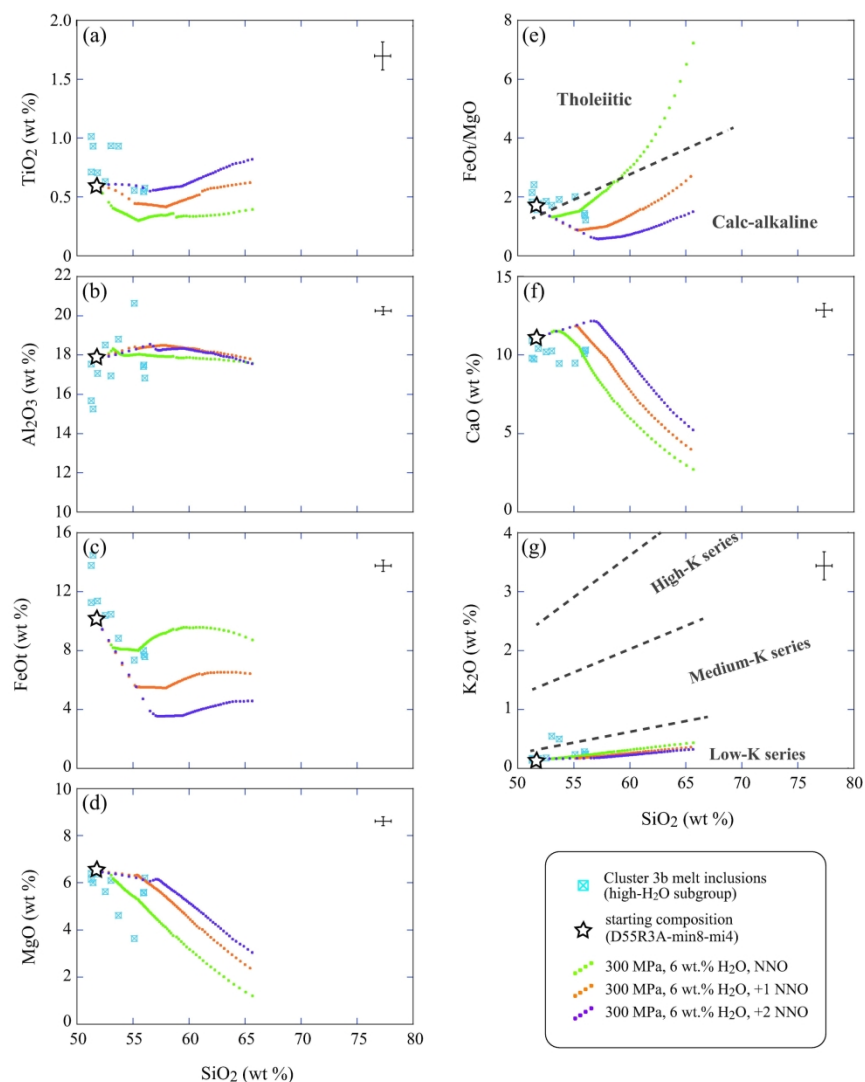 (a)
2.0
1.5
1.0
0.5
0
TiO2 (wt %)
(b)
22
20
18
16
14
12
10
Al2O3 (wt %)
(c)
16
12
8
4
0
FeOt (wt %)
(d)
10
8
6
4
2
0
MgO (wt %)
50 55 60 65 70 75 80
SiO2 (wt %)
(e)
8
6
4
2
0
FeOt/MgO
Tholeiitic
Calc-alkaline
(f)
15
10
5
0
CaO (wt %)
(g)
4
3
2
1
0
K2O (wt %)
High-K series
Medium-K series
Low-K series
50 55 60 65 70 75 80
SiO2 (wt %)
Cluster 3b melt inclusions
(high-H2O subgroup)
starting composition
(D55R3A-min8-mi4)
300 MPa, 6 wt.% H2O, NNO
300 MPa, 6 wt.% H2O, +1 NNO
300 MPa, 6 wt.% H2O, +2 NNO